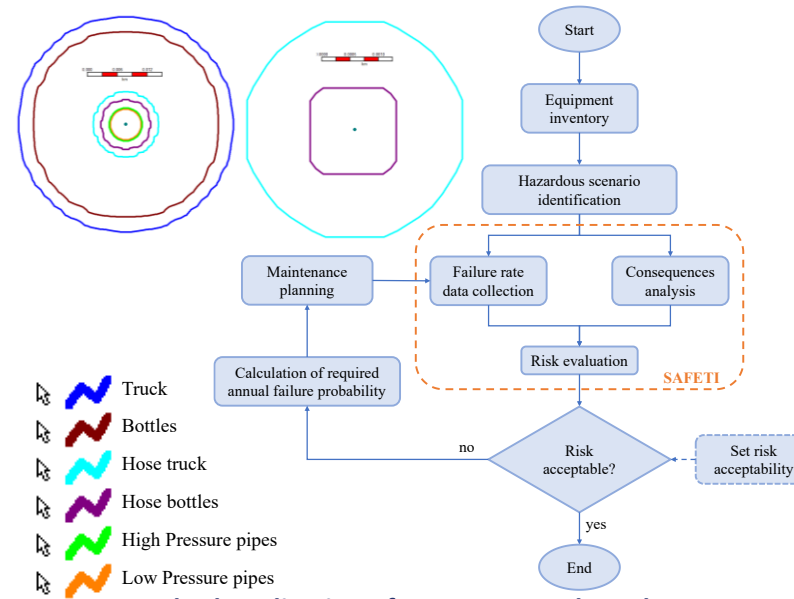 Start
Equipment
inventory
Hazardous scenario
identification
Maintenance
planning
Failure rate
data collection
Consequences
analysis
Calculation of required
annual failure probability
Risk evaluation
SAFETI
no
Risk
acceptable?
Set risk
acceptability
yes
End
Truck
Bottles
Hose truck
Hose bottles
High Pressure pipes
Low Pressure pipes